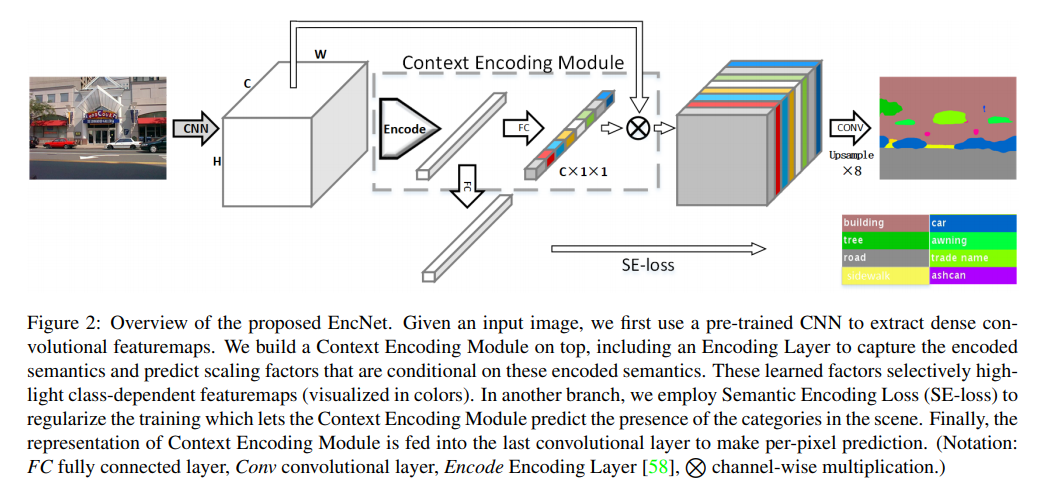 W
Context Encoding Module
C
CNN
Encode
FC
CONV
H
Upsample
×8
C×1×1
FC
SE-loss
building car
tree awning
road trade name
sidewalk ashcan
Figure 2: Overview of the proposed EncNet. Given an input image, we first use a pre-trained CNN to extract dense con-
volutional featuremaps. We build a Context Encoding Module on top, including an Encoding Layer to capture the encoded
semantics and predict scaling factors that are conditional on these encoded semantics. These learned factors selectively high-
light class-dependent featuremaps (visualized in colors). In another branch, we employ Semantic Encoding Loss (SE-loss) to
regularize the training which lets the Context Encoding Module predict the presence of the categories in the scene. Finally, the
representation of Context Encoding Module is fed into the last convolutional layer to make per-pixel prediction. (Notation:
FC fully connected layer, Conv convolutional layer, Encode Encoding Layer [58], ⊗ channel-wise multiplication.)